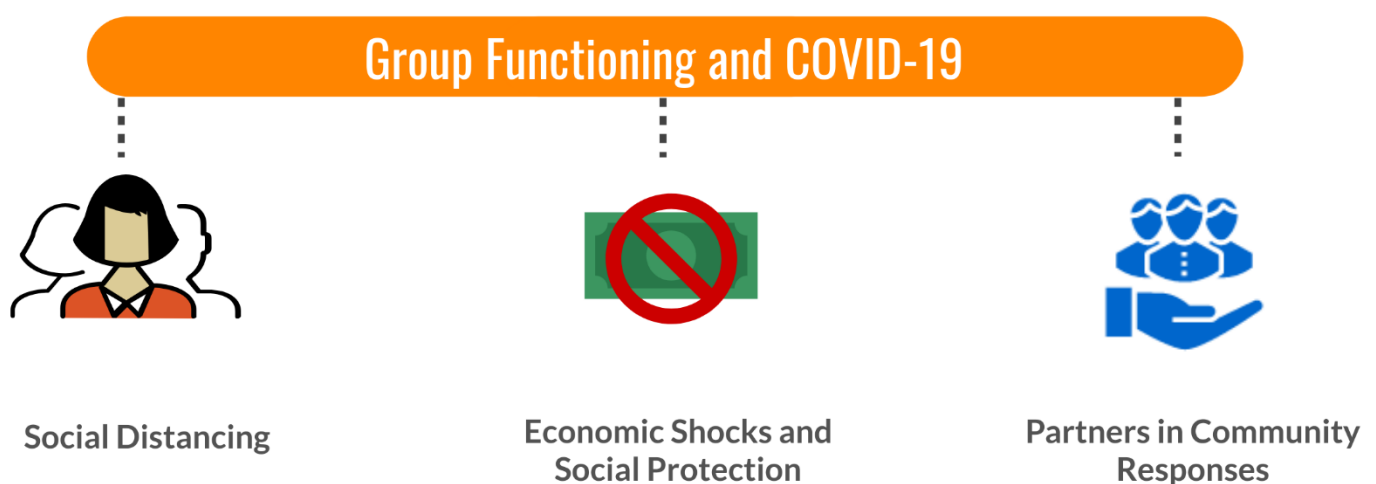 Group Functioning and COVID-19
Social Distancing
Economic Shocks and
Social Protection
Partners in Community
Responses